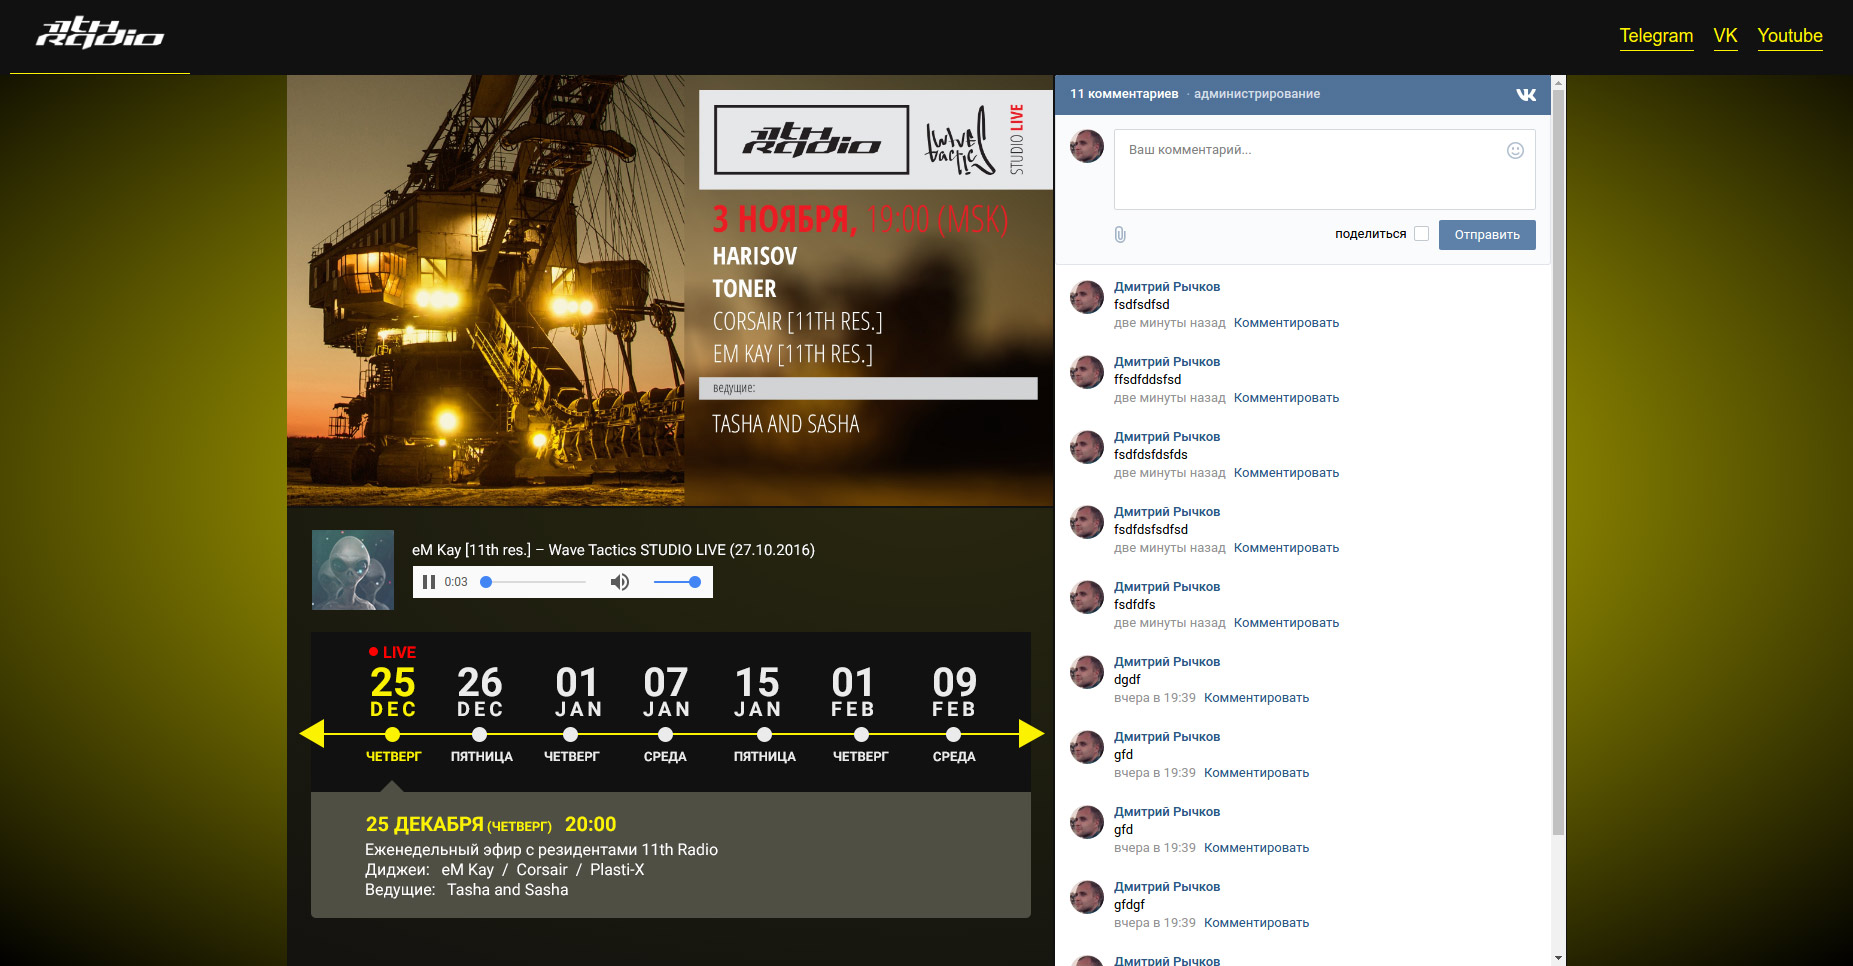 11TH RADIO
Telegram VK Youtube
11TH RADIO
wave tactics
STUDIO LIVE
3 НОЯБРЯ, 19:00 (MSK)
HARISOV
TONER
CORSAIR [11TH RES.]
EM KAY [11TH RES.]
ведущие:
TASHA AND SASHA
eM Kay [11th res.] – Wave Tactics STUDIO LIVE (27.10.2016)
0:03
LIVE
25 26 01 07 15 01 09
DEC DEC JAN JAN JAN FEB FEB
ЧЕТВЕРГ ПЯТНИЦА ЧЕТВЕРГ СРЕДА ПЯТНИЦА ЧЕТВЕРГ СРЕДА
25 ДЕКАБРЯ (ЧЕТВЕРГ) 20:00
Еженедельный эфир с резидентами 11th Radio
Диджеи: eM Kay / Corsair / Plasti-X
Ведущие: Tasha and Sasha
11 комментариев · администрирование
Ваш комментарий...
поделиться Отправить
Дмитрий Рычков
fsdfsdfsd
две минуты назад Комментировать
Дмитрий Рычков
ffsdfddsfsd
две минуты назад Комментировать
Дмитрий Рычков
fsdfdsfdsfds
две минуты назад Комментировать
Дмитрий Рычков
fsdfdsfsdfsd
две минуты назад Комментировать
Дмитрий Рычков
fsdfdfs
две минуты назад Комментировать
Дмитрий Рычков
dgdf
вчера в 19:39 Комментировать
Дмитрий Рычков
gfd
вчера в 19:39 Комментировать
Дмитрий Рычков
gfd
вчера в 19:39 Комментировать
Дмитрий Рычков
gfdgf
вчера в 19:39 Комментировать
Дмитрий Рычков